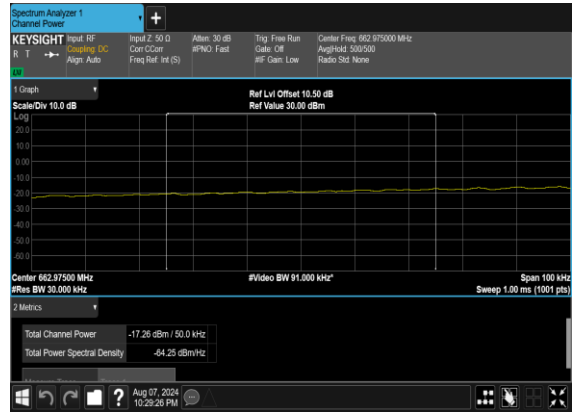 Spectrum Analyzer 1
Channel Power
KEYSIGHT Input: RF Input Z: 50 Ω Atten: 30 dB Trig: Free Run Center Freq: 662.975000 MHz
R T Coupling: DC Corr CCorr #PNO: Fast Gate: Off Avg|Hold: 500/500
Align: Auto Freq Ref: Int (S) #IF Gain: Low Radio Std: None
LW
1 Graph Ref Lvl Offset 10.50 dB
Scale/Div 10.0 dB Ref Value 30.00 dBm
Log
20.0
10.0
0.00
-10.0
-20.0
-30.0
-40.0
-50.0
-60.0
Center 662.97500 MHz #Video BW 91.000 kHz* Span 100 kHz
#Res BW 30.000 kHz Sweep 1.00 ms (1001 pts)
2 Metrics
Total Channel Power -17.26 dBm / 50.0 kHz
Total Power Spectral Density -64.25 dBm/Hz
Aug 07, 2024
10:29:26 PM